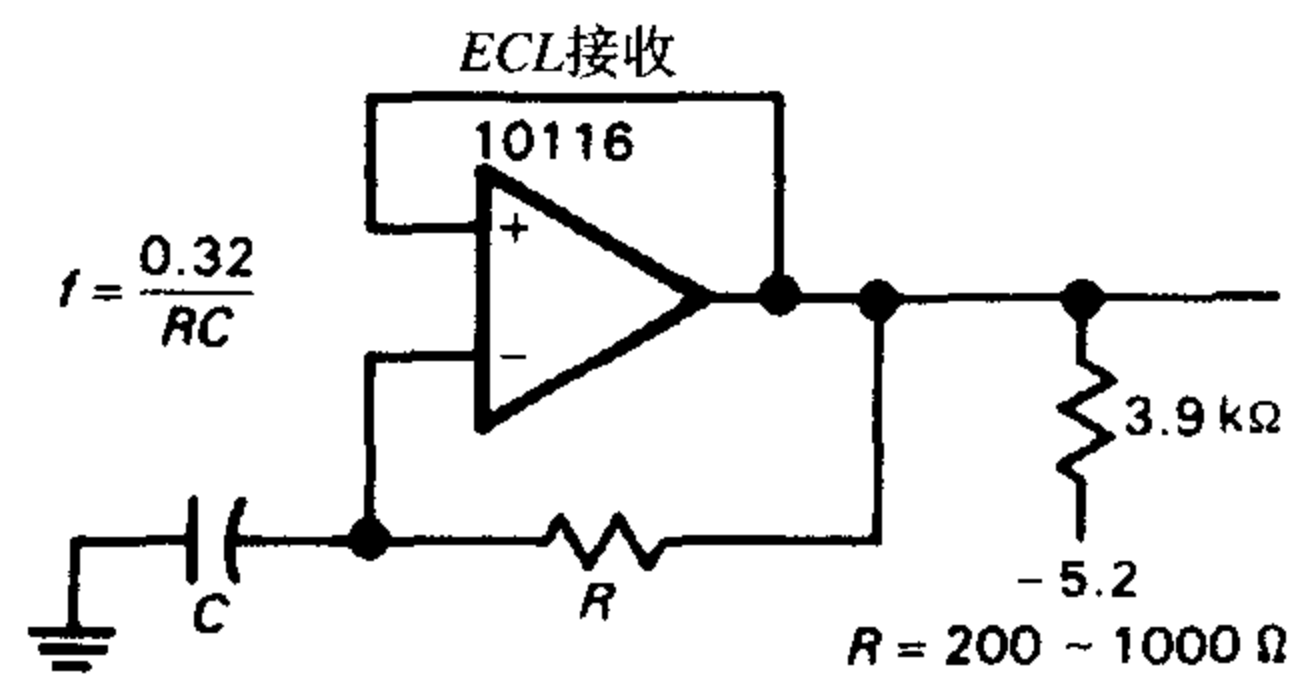 ECL接收
10116
+
f = 0.32/RC
−
3.9 kΩ
C
R
− 5.2
R = 200 ~ 1000 Ω